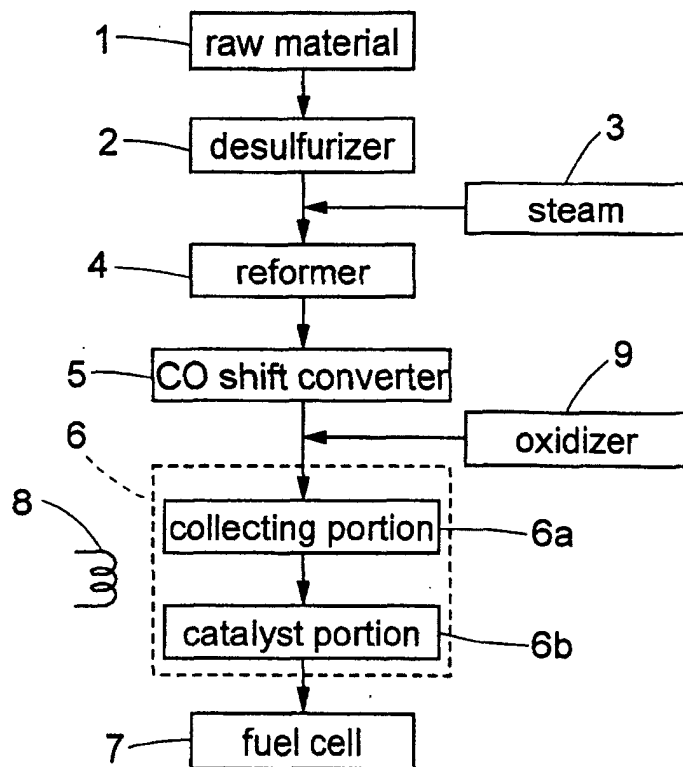 1 raw material
2 desulfurizer
3
steam
4 reformer
5 CO shift converter
9
oxidizer
6
8
collecting portion 6a
catalyst portion 6b
7 fuel cell